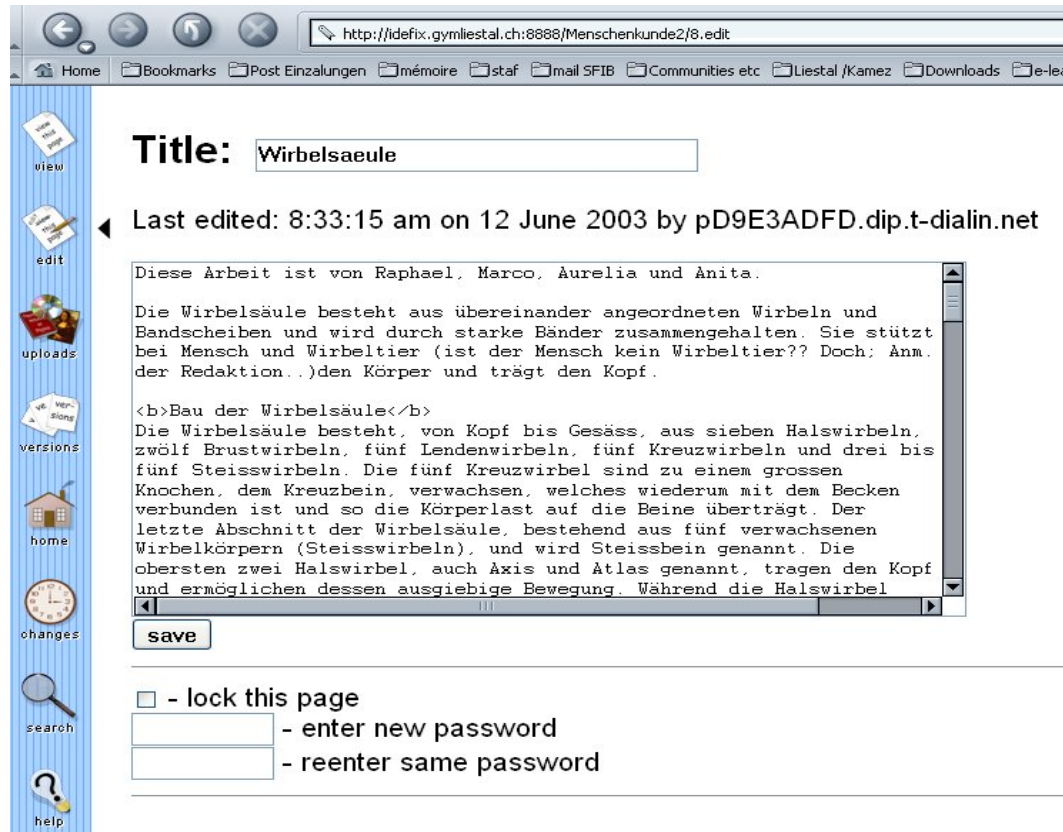 http://idefix.gymliestal.ch:8888/Menschenkunde2/8.edit
Home Bookmarks Post Einzalungen mémoire staf mail SFIB Communities etc Liestal /Kamez Downloads
view this page
view
Title: Wirbelsaeule
edit view this page
edit
Last edited: 8:33:15 am on 12 June 2003 by pD9E3ADFD.dip.t-dialin.net
Diese Arbeit ist von Raphael, Marco, Aurelia und Anita.
Die Wirbelsäule besteht aus übereinander angeordneten Wirbeln und
Bandscheiben und wird durch starke Bänder zusammengehalten. Sie stützt
bei Mensch und Wirbeltier (ist der Mensch kein Wirbeltier?? Doch; Anm.
der Redaktion..)den Körper und trägt den Kopf.
<b>Bau der Wirbelsäule</b>
Die Wirbelsäule besteht, von Kopf bis Gesäss, aus sieben Halswirbeln,
zwölf Brustwirbeln, fünf Lendenwirbeln, fünf Kreuzwirbeln und drei bis
fünf Steisswirbeln. Die fünf Kreuzwirbel sind zu einem grossen
Knochen, dem Kreuzbein, verwachsen, welches wiederum mit dem Becken
verbunden ist und so die Körperlast auf die Beine überträgt. Der
letzte Abschnitt der Wirbelsäule, bestehend aus fünf verwachsenen
Wirbelkörpern (Steisswirbeln), und wird Steissbein genannt. Die
obersten zwei Halswirbel, auch Axis und Atlas genannt, tragen den Kopf
und ermöglichen dessen ausgiebige Bewegung. Während die Halswirbel
uploads
versions
home
changes
search
help
save
- lock this page
- enter new password
- reenter same password